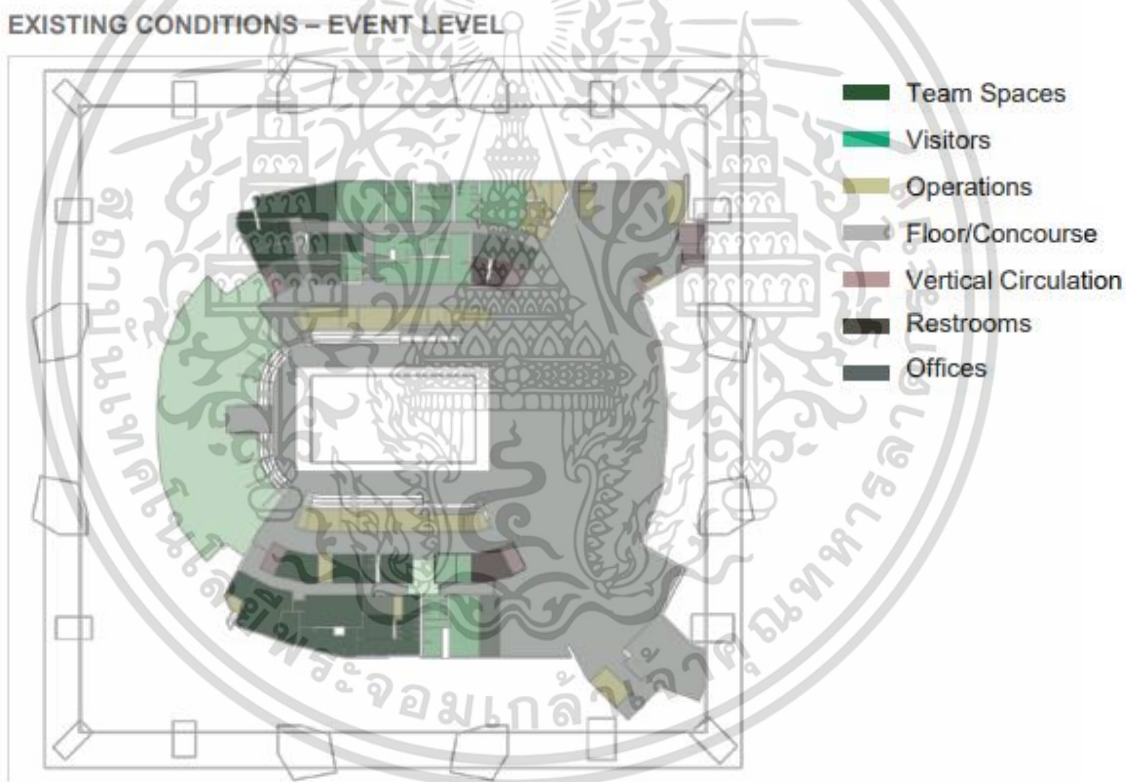 EXISTING CONDITIONS – EVENT LEVEL
Team Spaces
Visitors
Operations
Floor/Concourse
Vertical Circulation
Restrooms
Offices